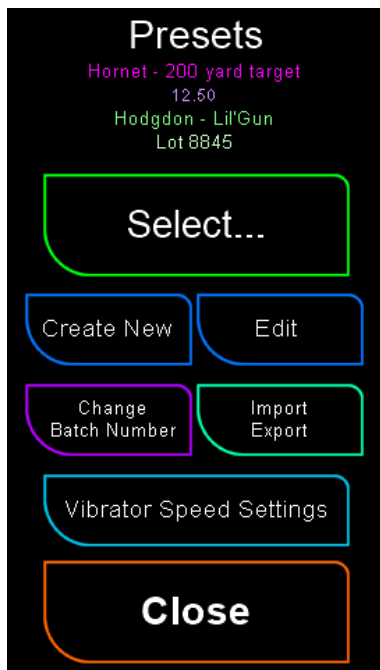 Presets
Hornet - 200 yard target
12.50
Hodgdon - Lil'Gun
Lot 8845
Select...
Create New
Edit
Change
Batch Number
Import
Export
Vibrator Speed Settings
Close